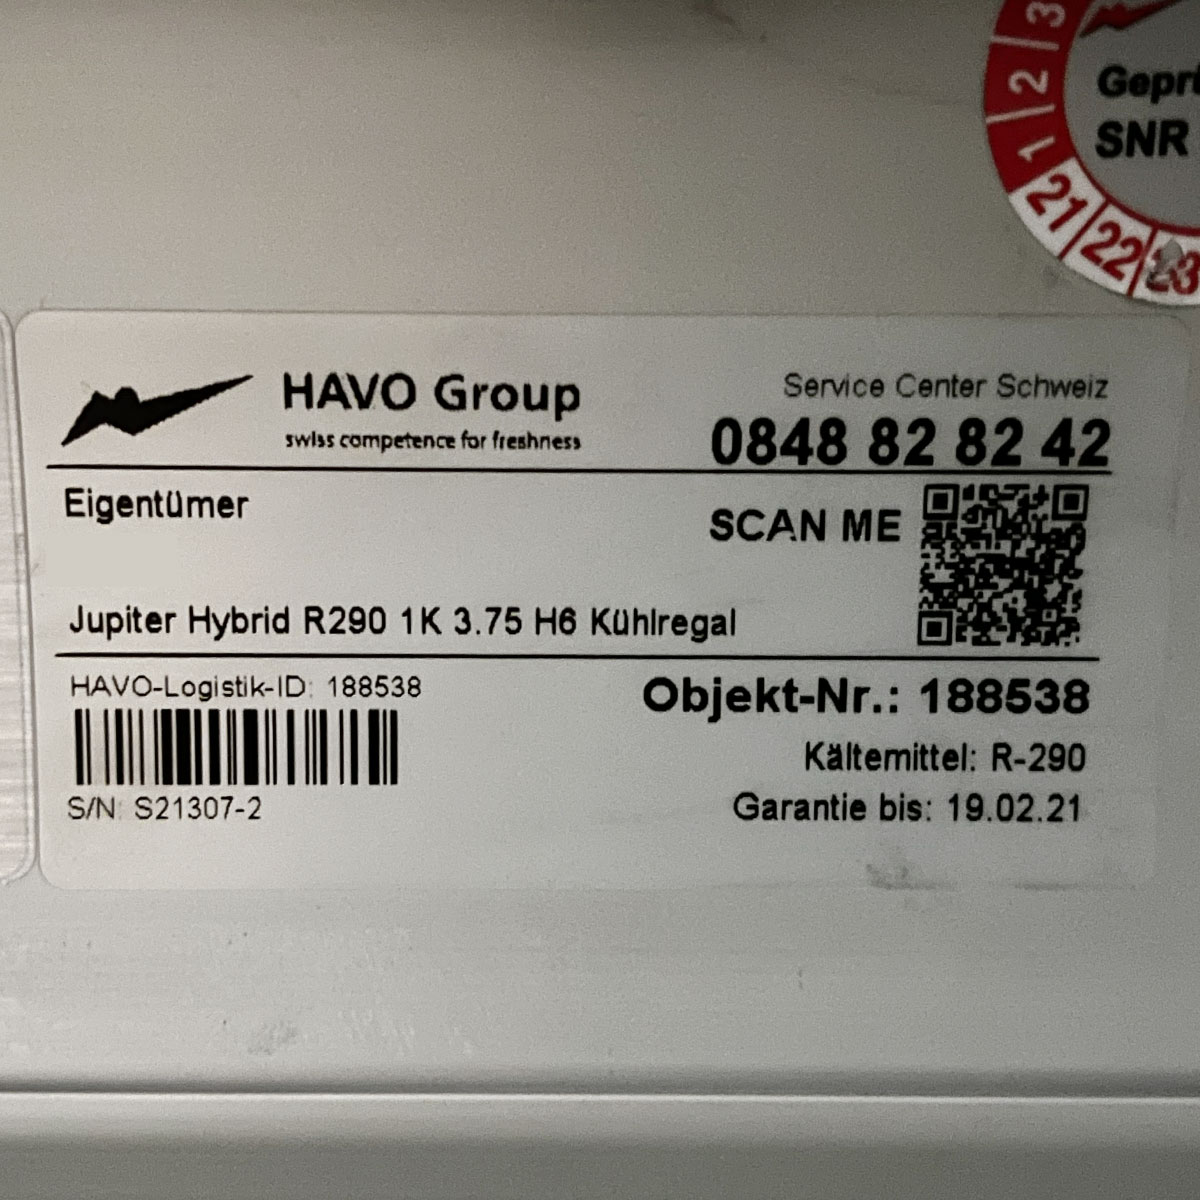 3
2
1
21
22
23
SNR
HAVO Group
swiss competence for freshness
Service Center Schweiz
0848 82 82 42
Eigentümer
SCAN ME
Jupiter Hybrid R290 1K 3.75 H6 Kühlregal
HAVO-Logistik-ID: 188538
Objekt-Nr.: 188538
Kältemittel: R-290
S/N: S21307-2
Garantie bis: 19.02.21